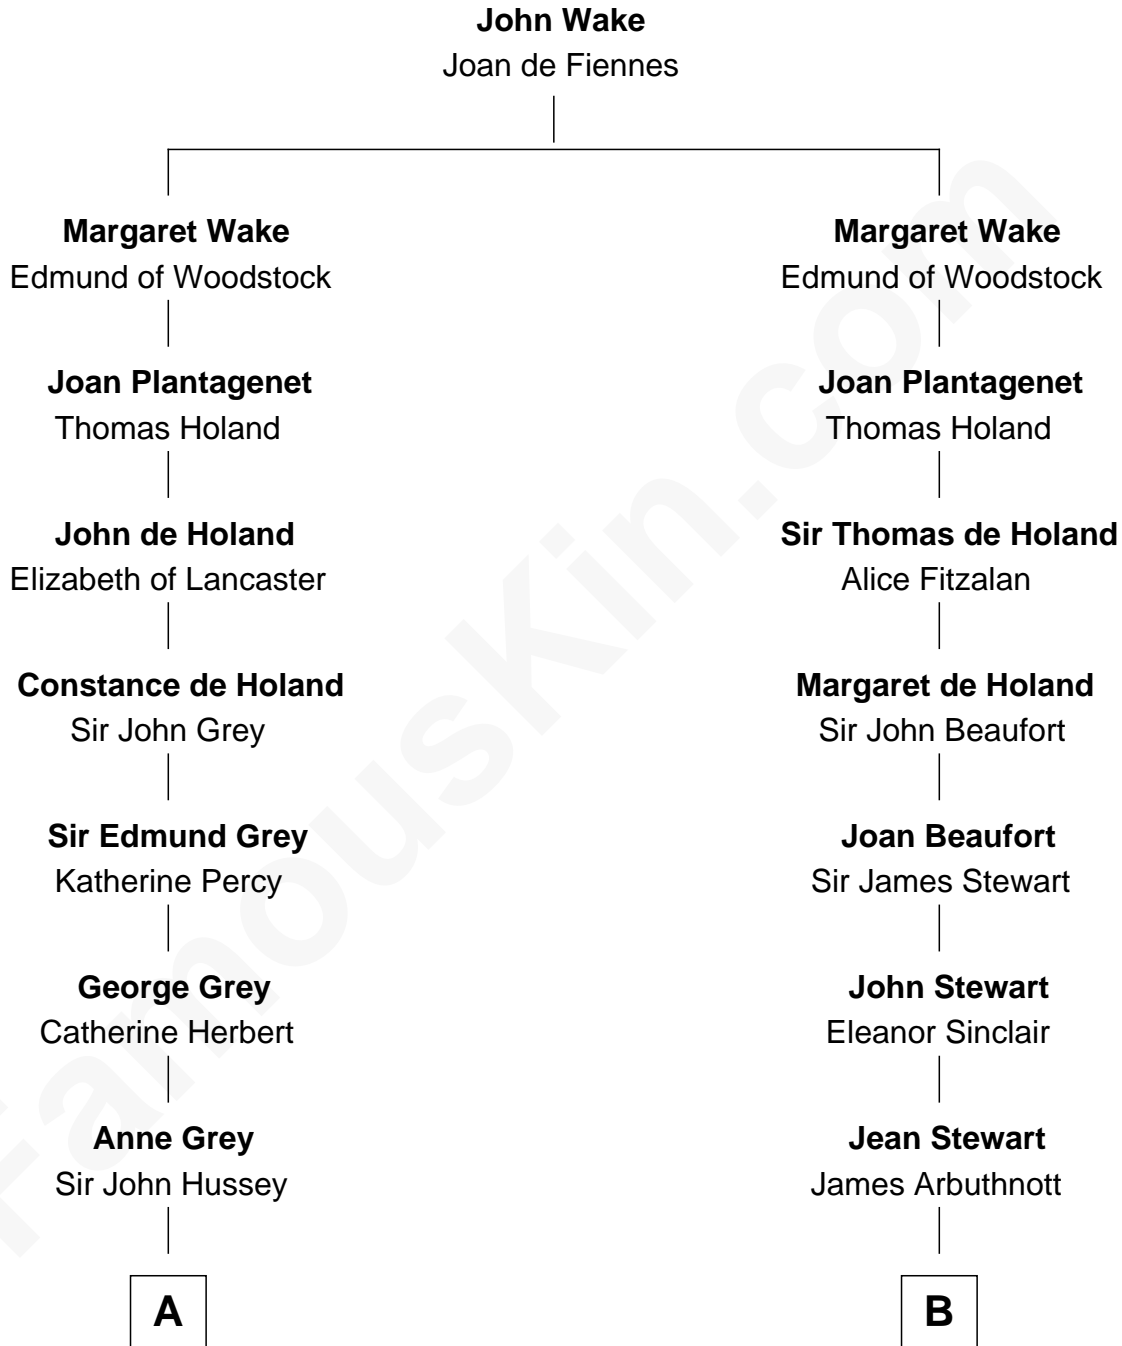 John Wake
Joan de Fiennes
Margaret Wake
Edmund of Woodstock
Margaret Wake
Edmund of Woodstock
Joan Plantagenet
Thomas Holand
Joan Plantagenet
Thomas Holand
John de Holand
Elizabeth of Lancaster
Sir Thomas de Holand
Alice Fitzalan
Constance de Holand
Sir John Grey
Margaret de Holand
Sir John Beaufort
Sir Edmund Grey
Katherine Percy
Joan Beaufort
Sir James Stewart
George Grey
Catherine Herbert
John Stewart
Eleanor Sinclair
Anne Grey
Sir John Hussey
Jean Stewart
James Arbuthnott
A
B
FamousKin.com